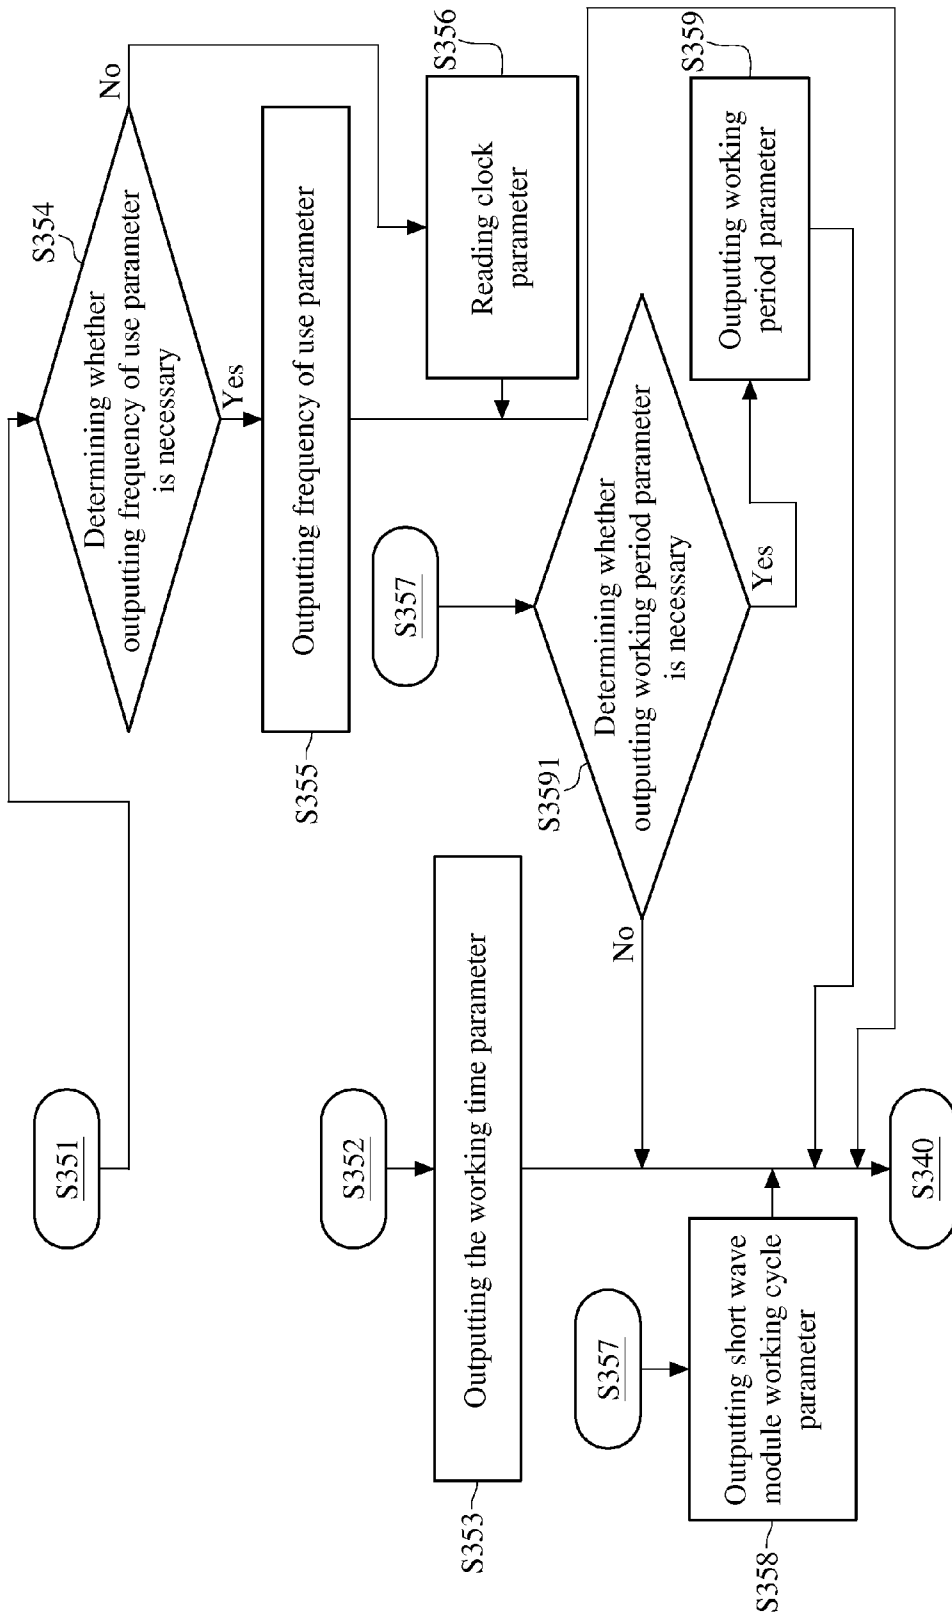 S351
S354
Determining whether
outputting frequency of use parameter
is necessary
No
Yes
S355
Outputting frequency of use parameter
S356
Reading clock
parameter
S352
S353
Outputting the working time parameter
S357
S3591
Determining whether
outputting working period parameter
is necessary
No
Yes
S359
Outputting working
period parameter
S357
S358
Outputting short wave
module working cycle
parameter
S340